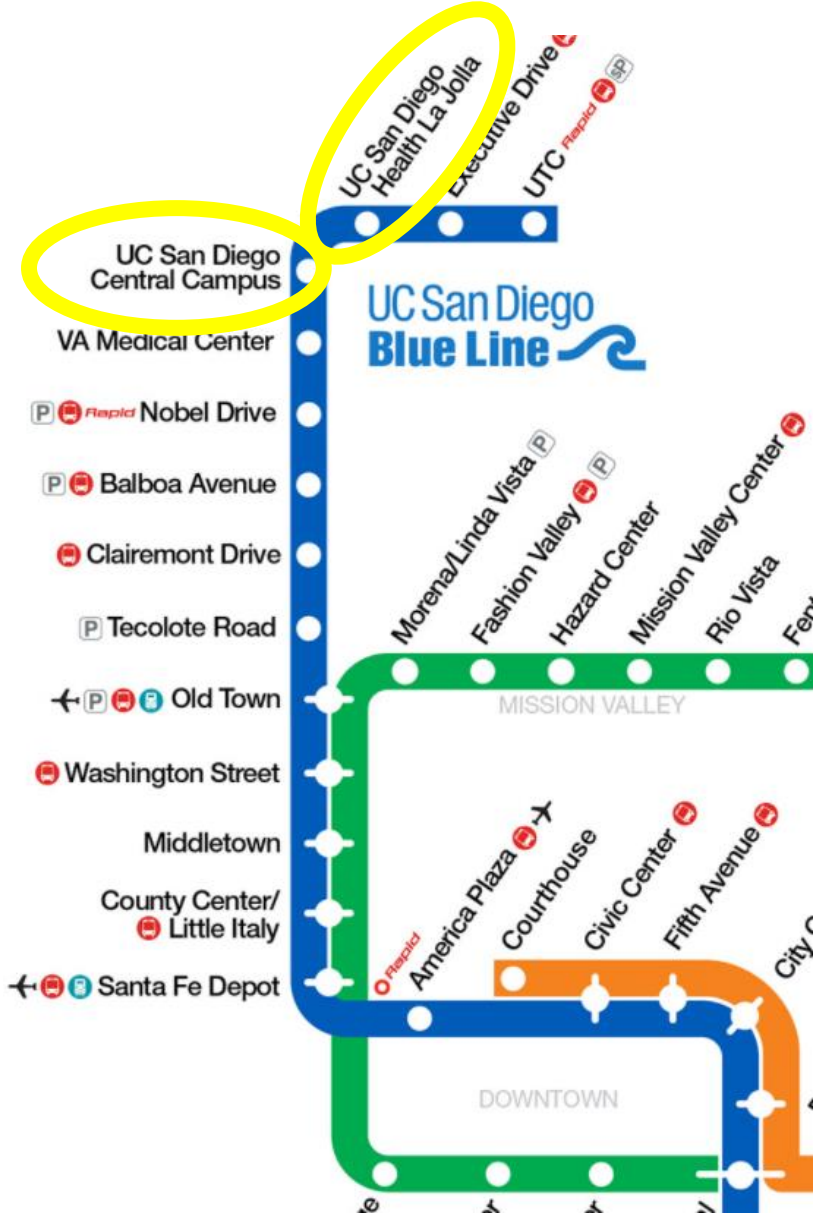 UC San Diego
Health La Jolla
Executive Drive
UTC Rapid SP
UC San Diego
Central Campus
UC San Diego
Blue Line
VA Medical Center
P Rapid Nobel Drive
P Balboa Avenue
Clairemont Drive
P Tecolote Road
Morena/Linda Vista P
Fashion Valley P
Hazard Center
Mission Valley Center
Rio Vista
P Old Town
MISSION VALLEY
Washington Street
Middletown
County Center/
Little Italy
Santa Fe Depot
Rapid
America Plaza
Courthouse
Civic Center
Fifth Avenue
City
DOWNTOWN